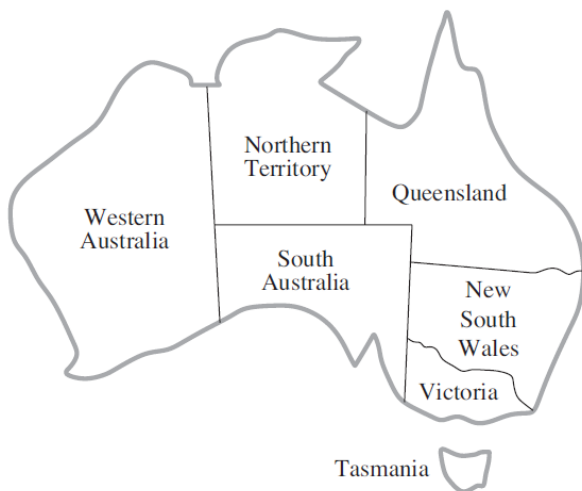 Northern
Territory
Queensland
Western
Australia
South
Australia
New
South
Wales
Victoria
Tasmania